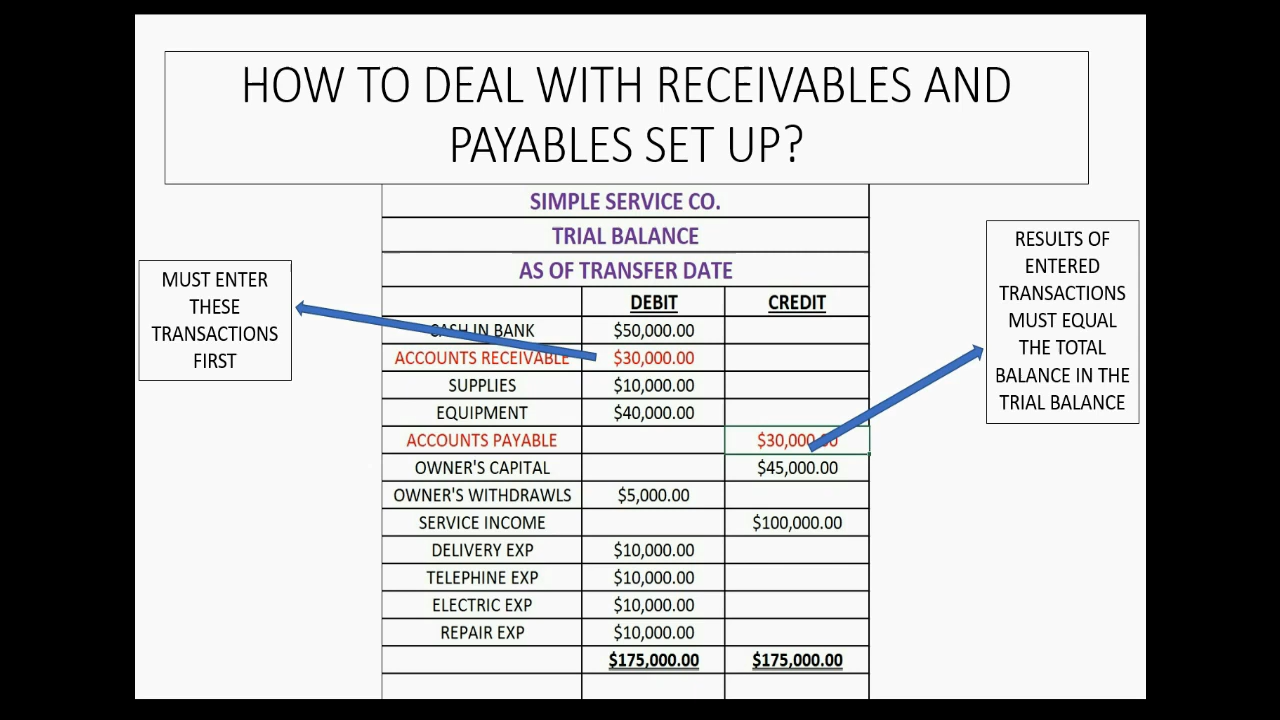 HOW TO DEAL WITH RECEIVABLES AND
PAYABLES SET UP?
SIMPLE SERVICE CO.
TRIAL BALANCE
AS OF TRANSFER DATE
DEBIT CREDIT
CASH IN BANK $50,000.00
ACCOUNTS RECEIVABLE $30,000.00
SUPPLIES $10,000.00
EQUIPMENT $40,000.00
ACCOUNTS PAYABLE $30,000.00
OWNER'S CAPITAL $45,000.00
OWNER'S WITHDRAWLS $5,000.00
SERVICE INCOME $100,000.00
DELIVERY EXP $10,000.00
TELEPHINE EXP $10,000.00
ELECTRIC EXP $10,000.00
REPAIR EXP $10,000.00
$175,000.00 $175,000.00
MUST ENTER
THESE
TRANSACTIONS
FIRST
RESULTS OF
ENTERED
TRANSACTIONS
MUST EQUAL
THE TOTAL
BALANCE IN THE
TRIAL BALANCE